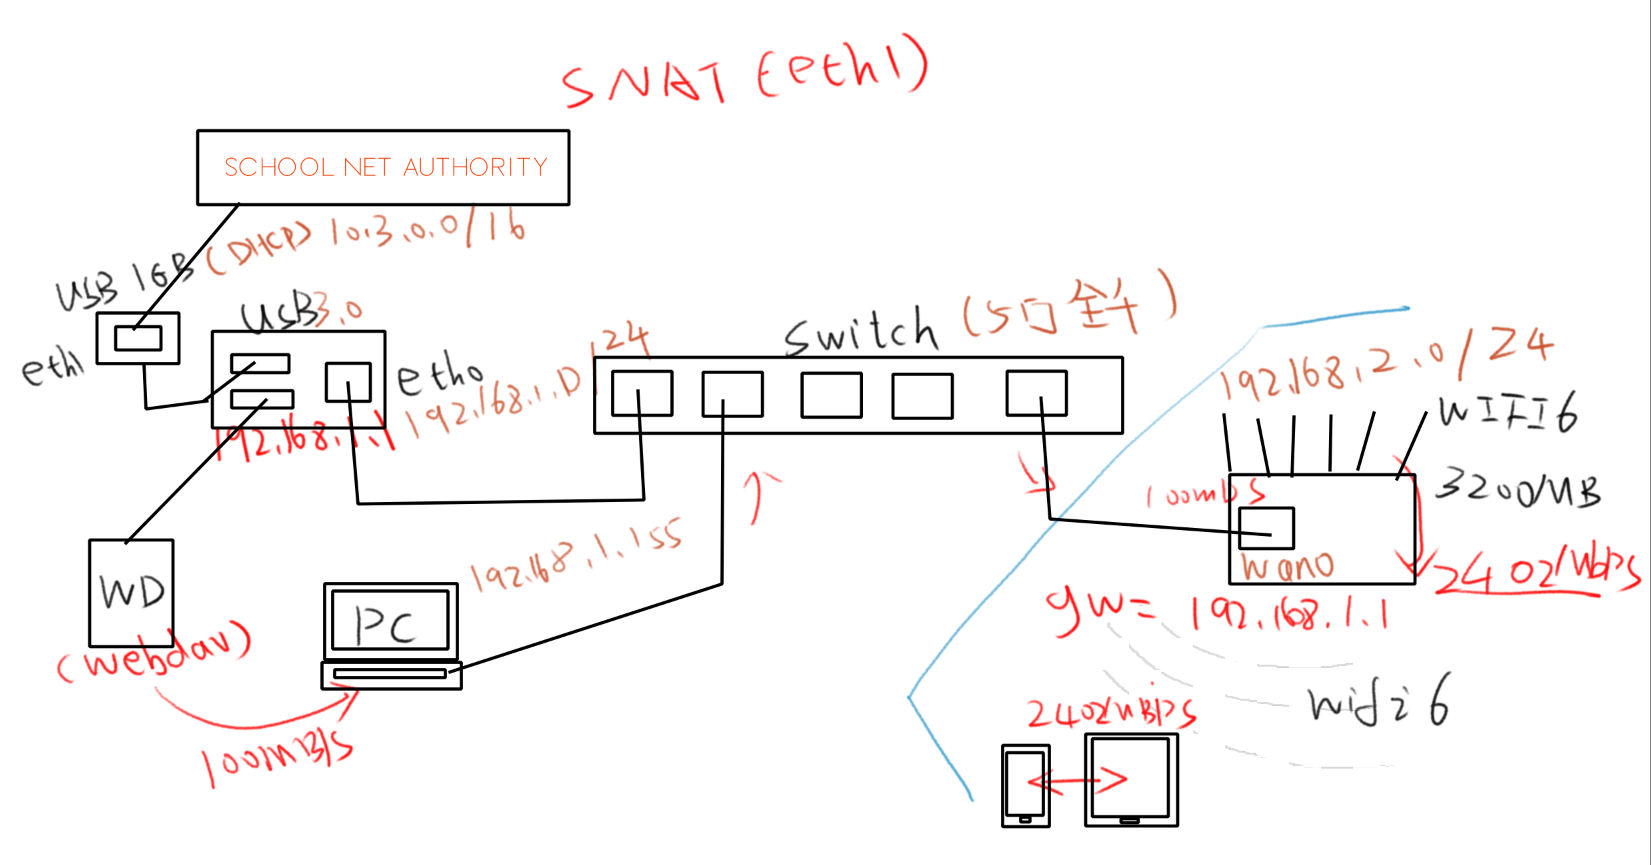 SNAT (eth1)
SCHOOL NET AUTHORITY
(DHCP) 10.3.0.0/16
USB 1GB
eth1
USB3.0
eth0
192.168.1.0/24
192.168.1.1
Switch (5口全千)
192.168.2.0/24
WIFI6
3200MB
100mbps
wan0
2402Mbps
gw= 192.168.1.1
WD
(webdav)
100MB/s
PC
192.168.1.155
wifi6
2402MBPS